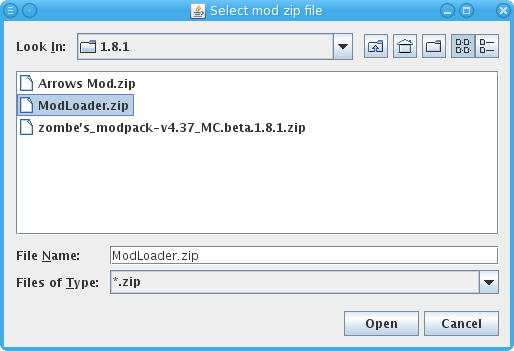 Select mod zip file
Look In: 1.8.1
Arrows Mod.zip
ModLoader.zip
zombe's_modpack-v4.37_MC.beta.1.8.1.zip
File Name: ModLoader.zip
Files of Type: *.zip
Open Cancel